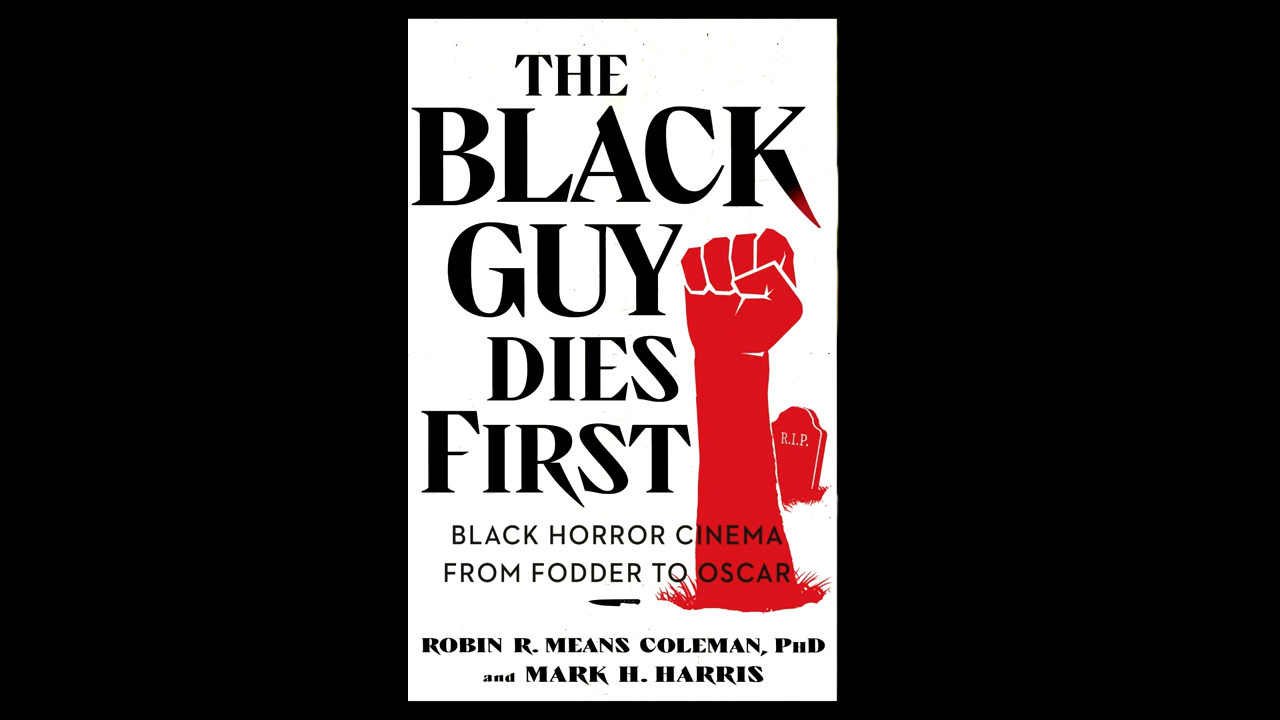 THE
BLACK
GUY
DIES
FIRST
R.I.P.
BLACK HORROR CINEMA
FROM FODDER TO OSCAR
ROBIN R. MEANS COLEMAN, PHD
and MARK H. HARRIS